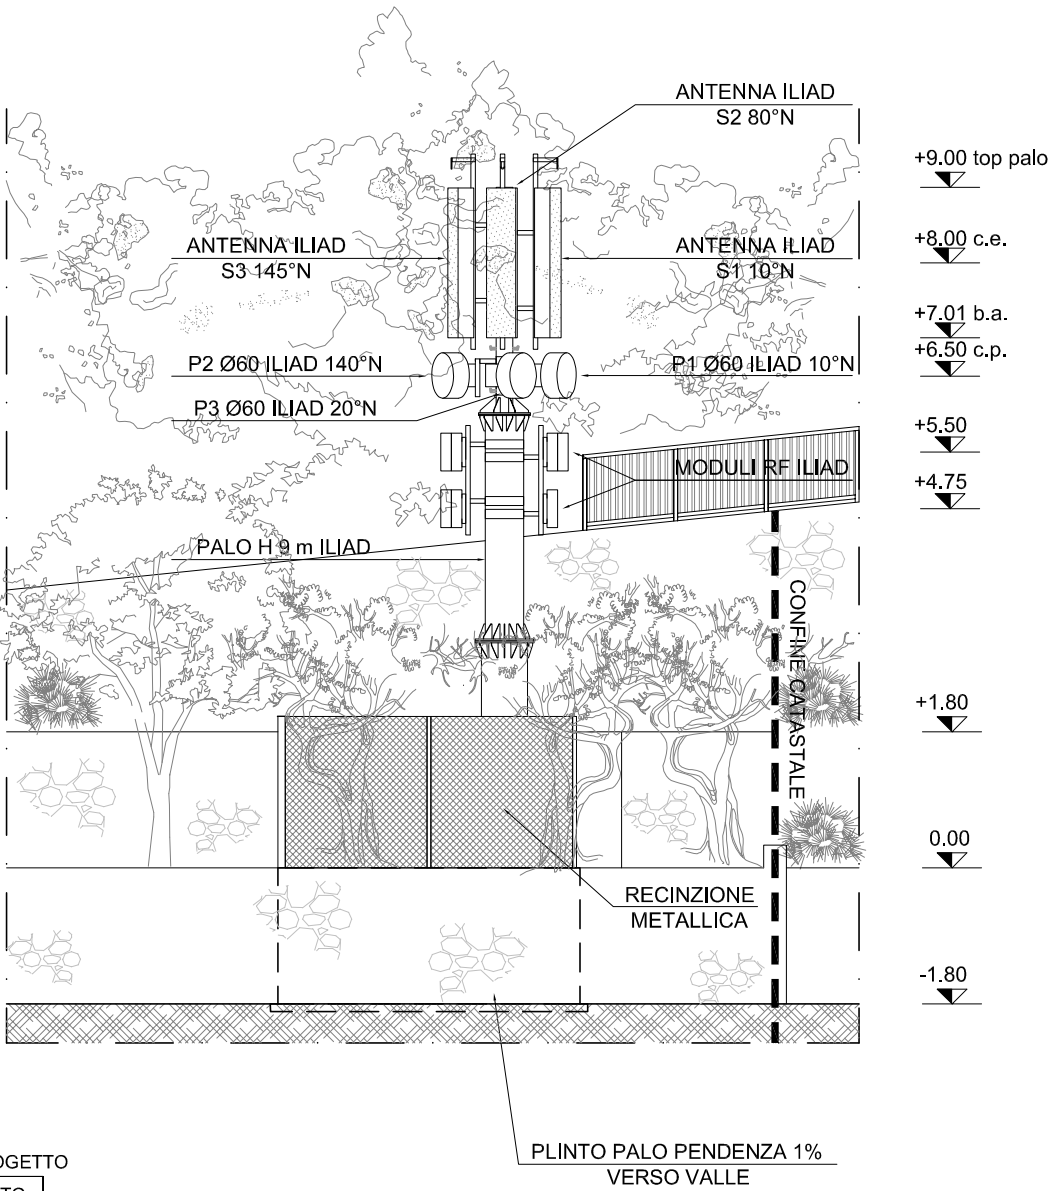 ANTENNA ILIAD
S2 80°N
+9.00 top palo
ANTENNA ILIAD
S3 145°N
ANTENNA ILIAD
S1 10°N
+8.00 c.e.
+7.01 b.a.
+6.50 c.p.
P2 Ø60 ILIAD 140°N
P1 Ø60 ILIAD 10°N
P3 Ø60 ILIAD 20°N
+5.50
MODULI RF ILIAD
+4.75
PALO H 9 m ILIAD
CONFINE CATASTALE
+1.80
0.00
RECINZIONE
METALLICA
-1.80
PLINTO PALO PENDENZA 1%
VERSO VALLE
OGETTO